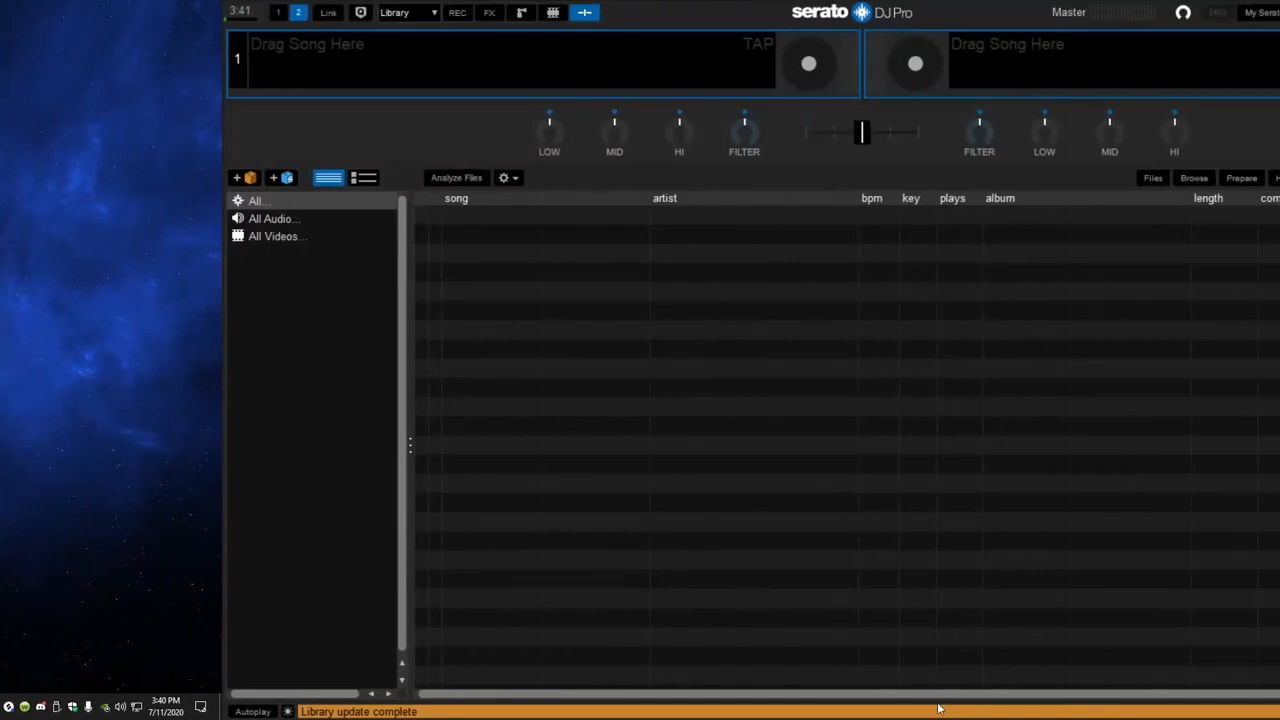 3:41 1 2 Link Library REC FX serato DJ Pro Master My Serat
1 Drag Song Here TAP Drag Song Here
LOW MID HI FILTER FILTER LOW MID HI
+ + Analyze Files Files Browse Prepare H
All...
All Audio...
All Videos...
song artist bpm key plays album length com
Autoplay Library update complete
3:40 PM
7/11/2020